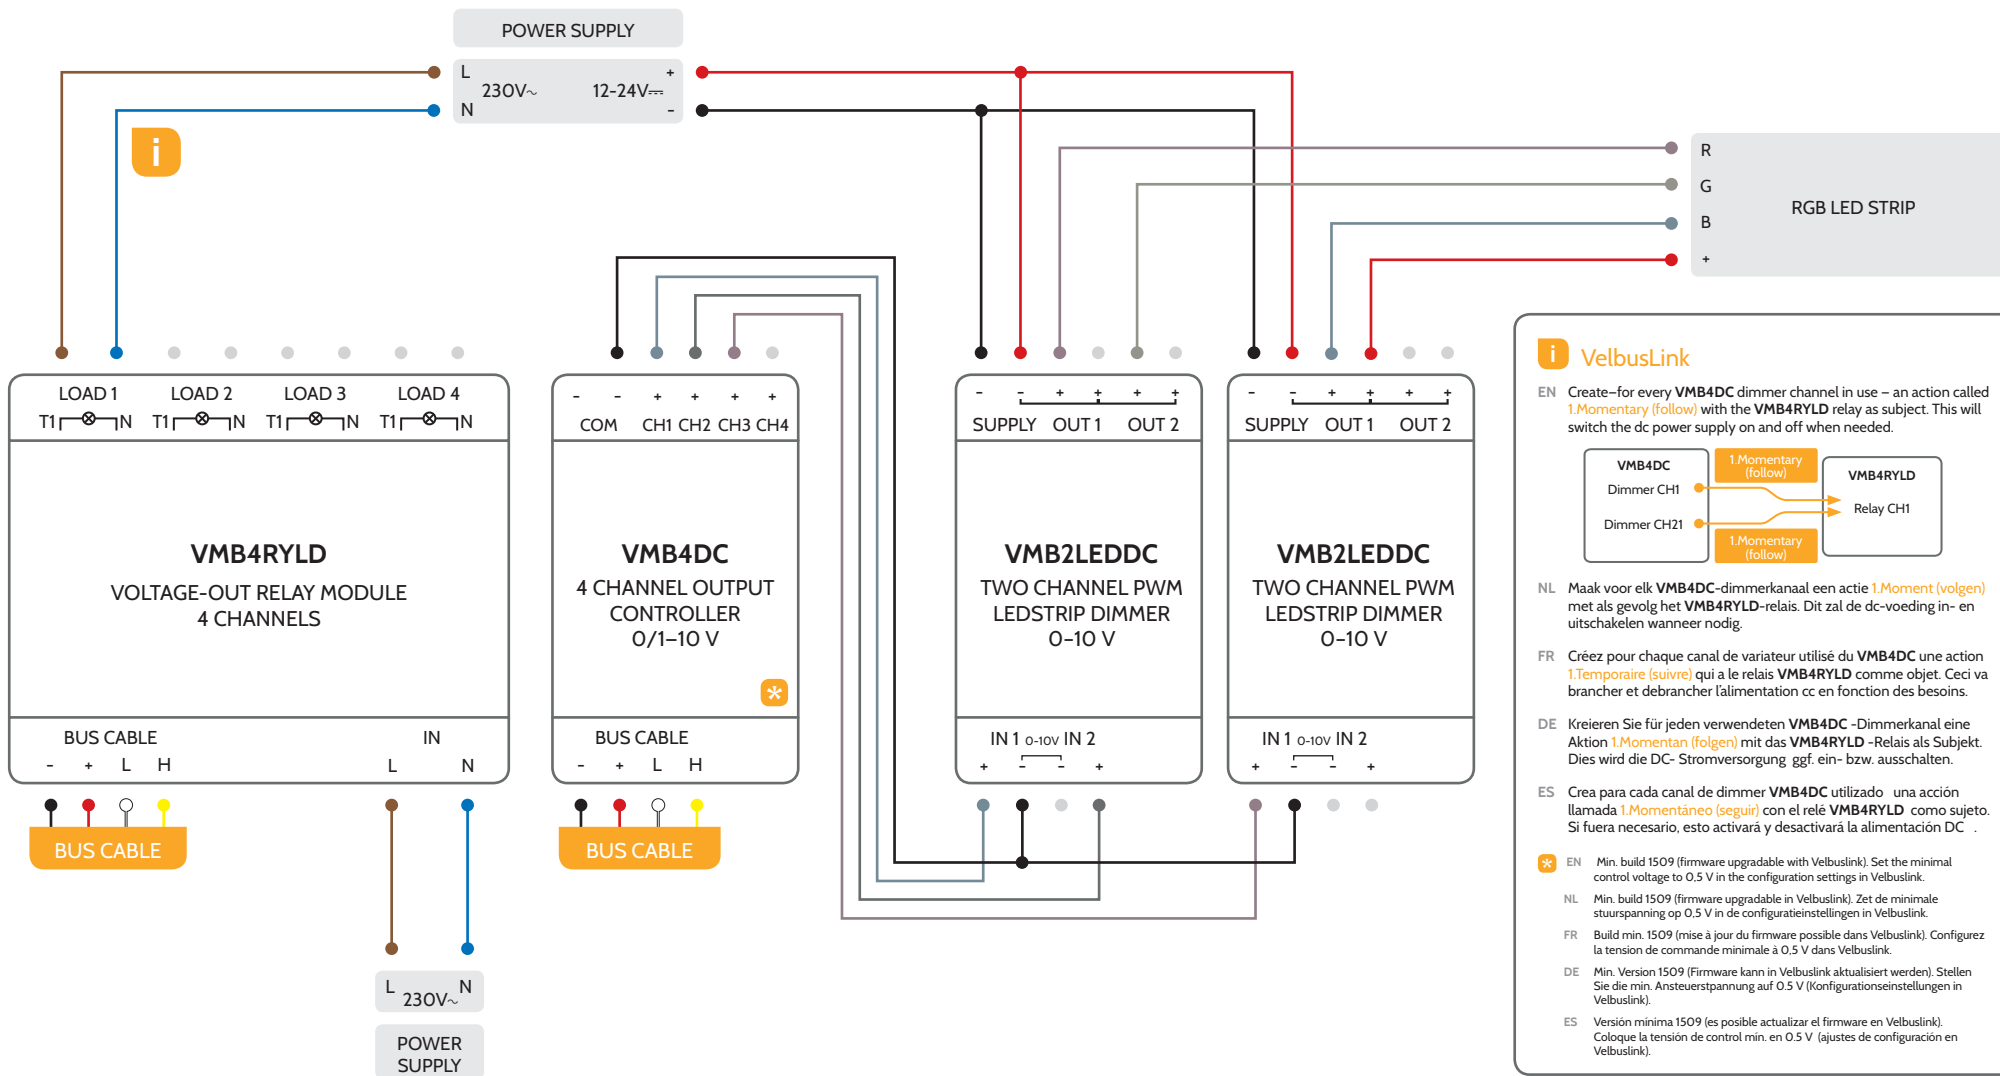 POWER SUPPLY
L
230V~
N
12-24V⎓
+
-
i
R
G
B
+
RGB LED STRIP
LOAD 1 LOAD 2 LOAD 3 LOAD 4
T1 N T1 N T1 N T1 N
VMB4RYLD
VOLTAGE-OUT RELAY MODULE
4 CHANNELS
BUS CABLE IN
- + L H L N
BUS CABLE
L 230V~ N
POWER
SUPPLY
- - + + + +
COM CH1 CH2 CH3 CH4
VMB4DC
4 CHANNEL OUTPUT
CONTROLLER
0/1-10 V
*
BUS CABLE
- + L H
BUS CABLE
- - + + + +
SUPPLY OUT 1 OUT 2
VMB2LEDDC
TWO CHANNEL PWM
LEDSTRIP DIMMER
0-10 V
IN 1 0-10V IN 2
+ - - +
- - + + + +
SUPPLY OUT 1 OUT 2
VMB2LEDDC
TWO CHANNEL PWM
LEDSTRIP DIMMER
0-10 V
IN 1 0-10V IN 2
+ - - +
i VelbusLink
EN Create–for every VMB4DC dimmer channel in use – an action called
1.Momentary (follow) with the VMB4RYLD relay as subject. This will
switch the dc power supply on and off when needed.
VMB4DC
Dimmer CH1
Dimmer CH21
1.Momentary
(follow)
1.Momentary
(follow)
VMB4RYLD
Relay CH1
NL Maak voor elk VMB4DC-dimmerkanaal een actie 1.Moment (volgen)
met als gevolg het VMB4RYLD-relais. Dit zal de dc-voeding in- en
uitschakelen wanneer nodig.
FR Créez pour chaque canal de variateur utilisé du VMB4DC une action
1.Temporaire (suivre) qui a le relais VMB4RYLD comme objet. Ceci va
brancher et debrancher l'alimentation cc en fonction des besoins.
DE Kreieren Sie für jeden verwendeten VMB4DC -Dimmerkanal eine
Aktion 1.Momentan (folgen) mit das VMB4RYLD -Relais als Subjekt.
Dies wird die DC- Stromversorgung ggf. ein- bzw. ausschalten.
ES Crea para cada canal de dimmer VMB4DC utilizado una acción
llamada 1.Momentáneo (seguir) con el relé VMB4RYLD como sujeto.
Si fuera necesario, esto activará y desactivará la alimentación DC .
* EN Min. build 1509 (firmware upgradable with Velbuslink). Set the minimal
control voltage to 0,5 V in the configuration settings in Velbuslink.
NL Min. build 1509 (firmware upgradable in Velbuslink). Zet de minimale
stuurspanning op 0,5 V in de configuratieinstellingen in Velbuslink.
FR Build min. 1509 (mise à jour du firmware possible dans Velbuslink). Configurez
la tension de commande minimale à 0,5 V dans Velbuslink.
DE Min. Version 1509 (Firmware kann in Velbuslink aktualisiert werden). Stellen
Sie die min. Ansteuerstpannung auf 0.5 V (Konfigurationseinstellungen in
Velbuslink).
ES Versión mínima 1509 (es posible actualizar el firmware en Velbuslink).
Coloque la tensión de control mín. en 0.5 V (ajustes de configuración en
Velbuslink).